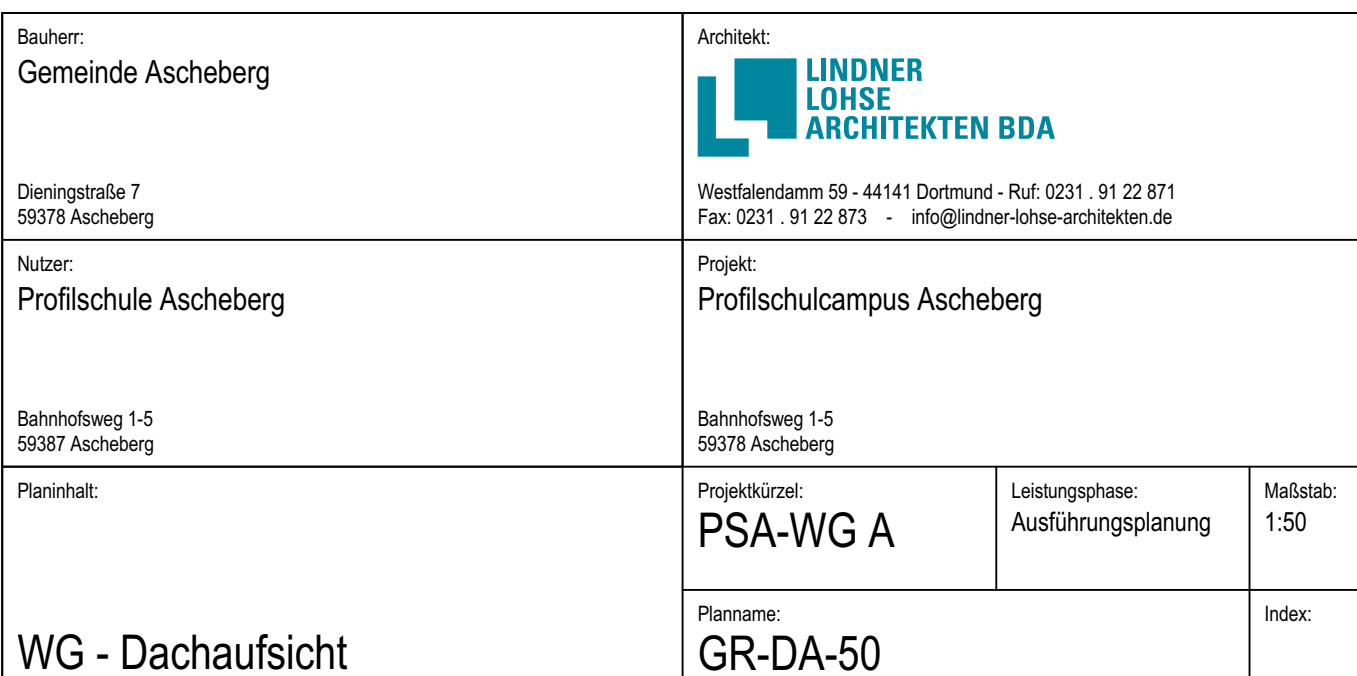 Bauherr:
Gemeinde Ascheberg
Dieningstraße 7
59378 Ascheberg
Architekt:
LINDNER
LOHSE
ARCHITEKTEN BDA
Westfalendamm 59 - 44141 Dortmund - Ruf: 0231 . 91 22 871
Fax: 0231 . 91 22 873 - info@lindner-lohse-architekten.de
Nutzer:
Profilschule Ascheberg
Bahnhofsweg 1-5
59387 Ascheberg
Projekt:
Profilschulcampus Ascheberg
Bahnhofsweg 1-5
59378 Ascheberg
Planinhalt:
WG - Dachaufsicht
Projektkürzel:
PSA-WG A
Leistungsphase:
Ausführungsplanung
Maßstab:
1:50
Planname:
GR-DA-50
Index: